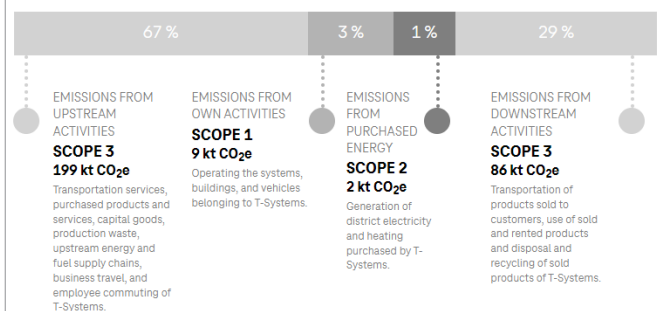 67 %
3 %
1 %
29 %
EMISSIONS FROM
UPSTREAM
ACTIVITIES
SCOPE 3
199 kt CO₂e
Transportation services,
purchased products and
services, capital goods,
production waste,
upstream energy and
fuel supply chains,
business travel, and
employee commuting of
T-Systems.
EMISSIONS FROM
OWN ACTIVITIES
SCOPE 1
9 kt CO₂e
Operating the systems,
buildings, and vehicles
belonging to T-Systems.
EMISSIONS
FROM
PURCHASED
ENERGY
SCOPE 2
2 kt CO₂e
Generation of
district electricity
and heating
purchased by T-
Systems.
EMISSIONS FROM
DOWNSTREAM
ACTIVITIES
SCOPE 3
86 kt CO₂e
Transportation of
products sold to
customers, use of sold
and rented products
and disposal and
recycling of sold
products of T-Systems.